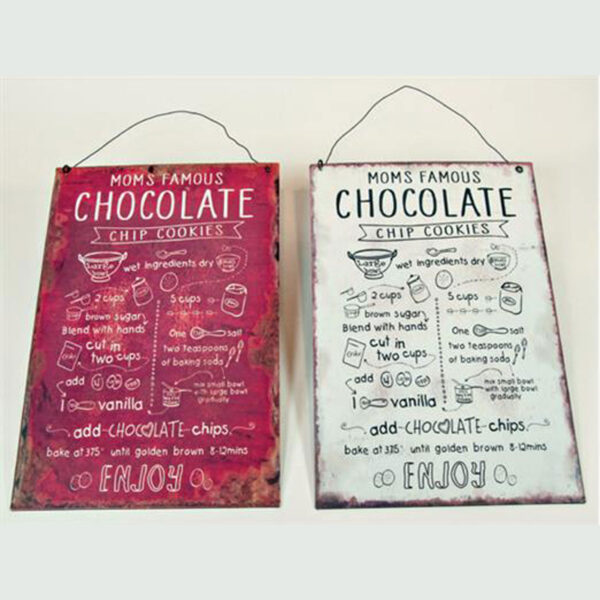 MOMS FAMOUS
CHOCOLATE
CHIP COOKIES
Large
wet ingredients dry
2 cups
5 cups
brown sugar
Blend with hands
One salt
cut in
two cups
two teaspoons
of baking soda
add
mix small bowl
with large bowl
gradually
1 vanilla
add CHOCOLATE chips
bake at 375° until golden brown 8-12mins
ENJOY
MOMS FAMOUS
CHOCOLATE
CHIP COOKIES
Large
wet ingredients dry
2 cups
5 cups
brown sugar
Blend with hands
One salt
cut in
two cups
two teaspoons
of baking soda
add
mix small bowl
with large bowl
gradually
1 vanilla
add CHOCOLATE chips
bake at 375° until golden brown 8-12mins
ENJOY